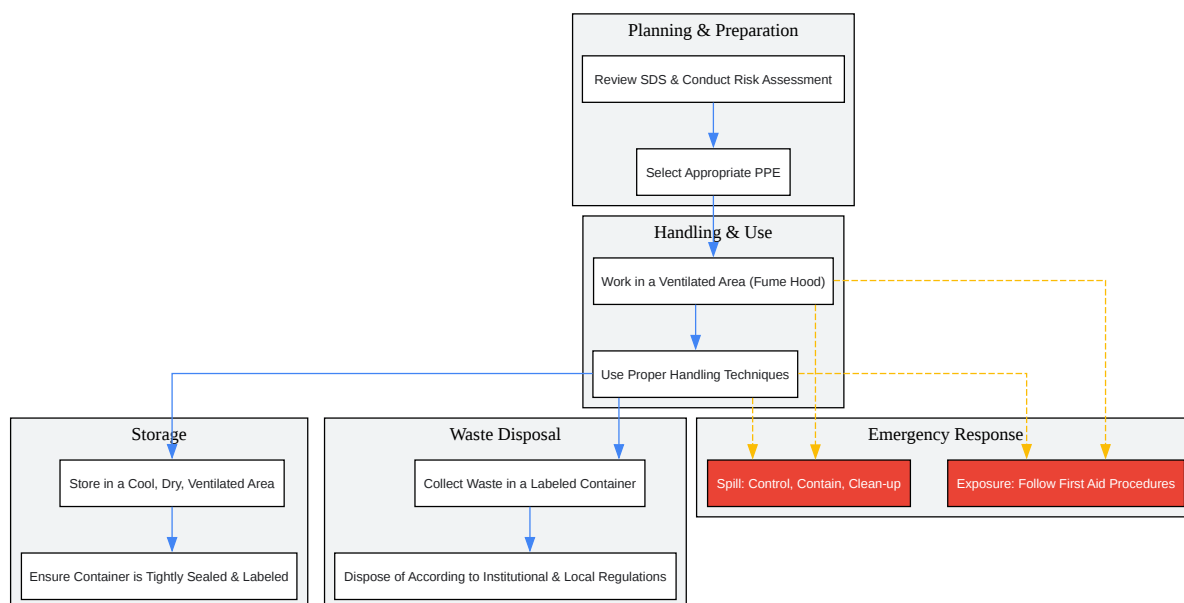 Planning & Preparation
Review SDS & Conduct Risk Assessment
Select Appropriate PPE
Handling & Use
Work in a Ventilated Area (Fume Hood)
Use Proper Handling Techniques
Storage
Store in a Cool, Dry, Ventilated Area
Ensure Container is Tightly Sealed & Labeled
Waste Disposal
Collect Waste in a Labeled Container
Dispose of According to Institutional & Local Regulations
Emergency Response
Spill: Control, Contain, Clean-up
Exposure: Follow First Aid Procedures